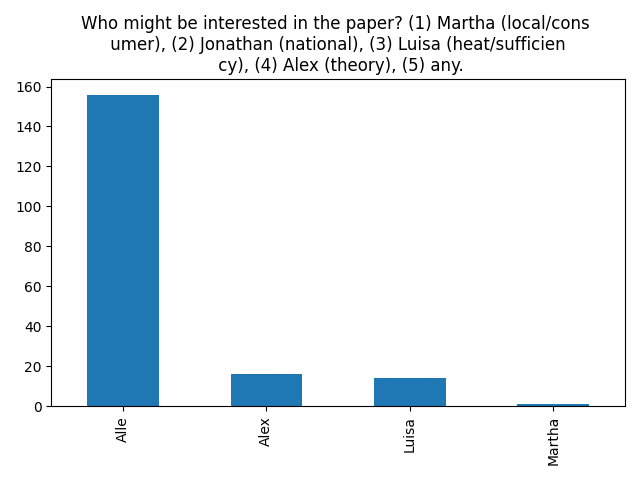 Who might be interested in the paper? (1) Martha (local/cons
umer), (2) Jonathan (national), (3) Luisa (heat/sufficien
cy), (4) Alex (theory), (5) any.
160
140
120
100
80
60
40
20
0
Alle
Alex
Luisa
Martha